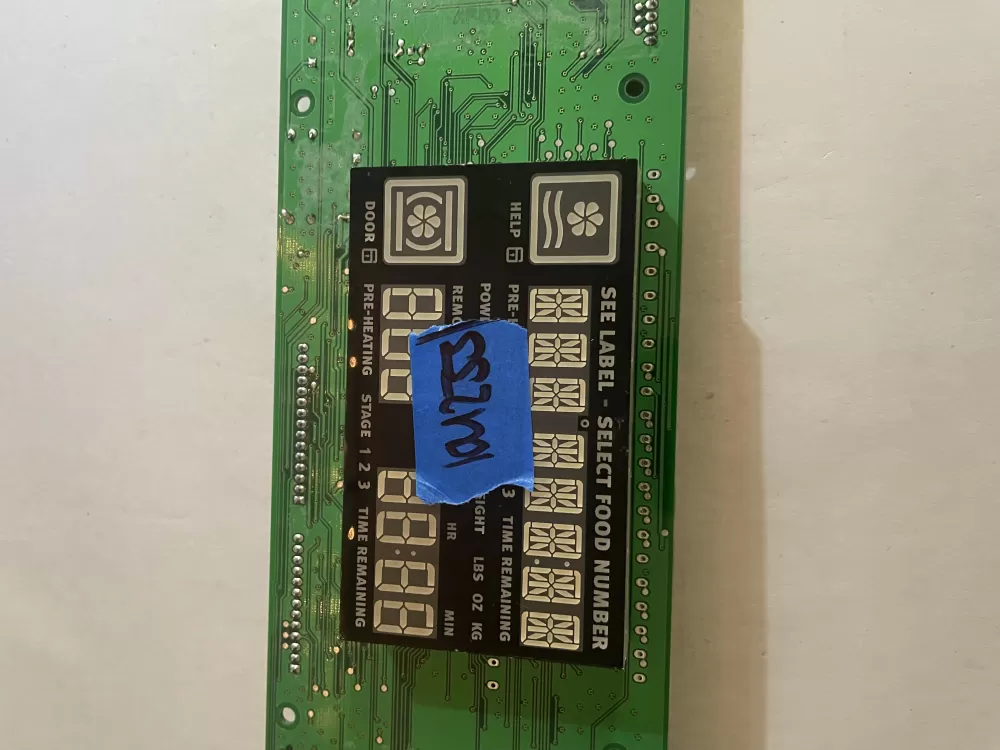 SEE LABEL - SELECT FOOD NUMBER
HELP 3 TIME REMAINING
LBS OZ KG
HR MIN
DOOR PRE-HEATING STAGE 1 2 3 TIME REMAINING